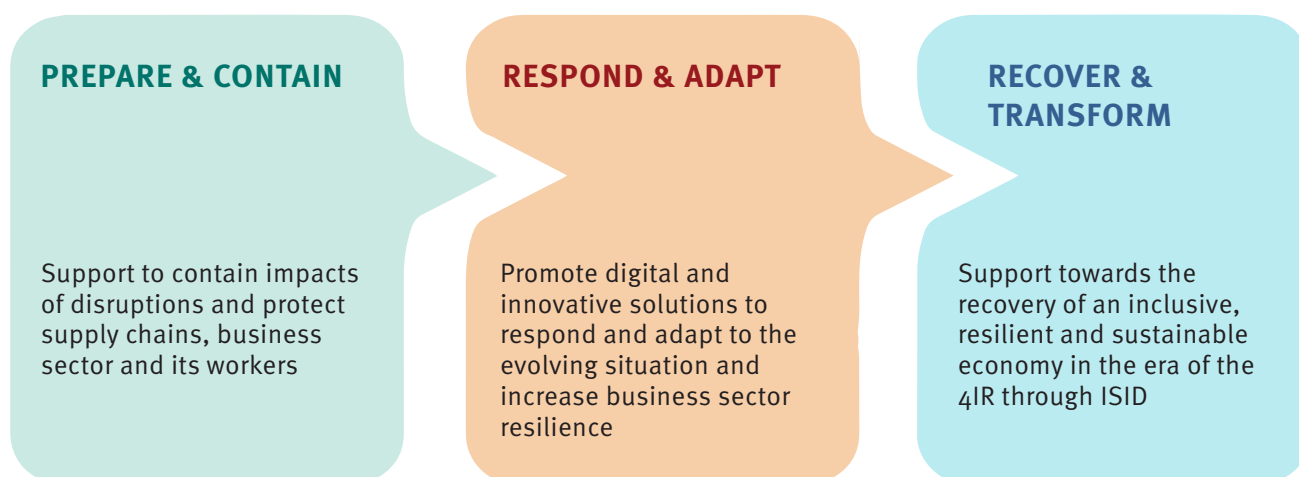 PREPARE & CONTAIN
Support to contain impacts
of disruptions and protect
supply chains, business
sector and its workers
RESPOND & ADAPT
Promote digital and
innovative solutions to
respond and adapt to the
evolving situation and
increase business sector
resilience
RECOVER &
TRANSFORM
Support towards the
recovery of an inclusive,
resilient and sustainable
economy in the era of the
4IR through ISID